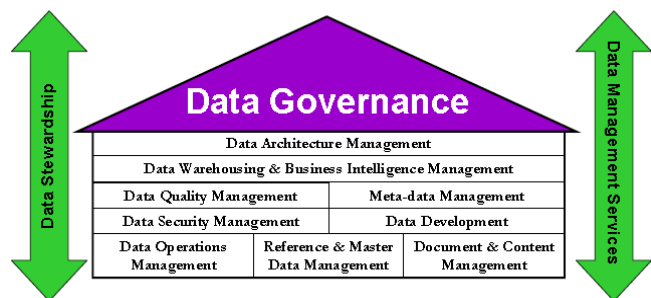 Data Governance
Data Stewardship
Data Management Services
Data Architecture Management
Data Warehousing & Business Intelligence Management
Data Quality Management
Meta-data Management
Data Security Management
Data Development
Data Operations
Management
Reference & Master
Data Management
Document & Content
Management